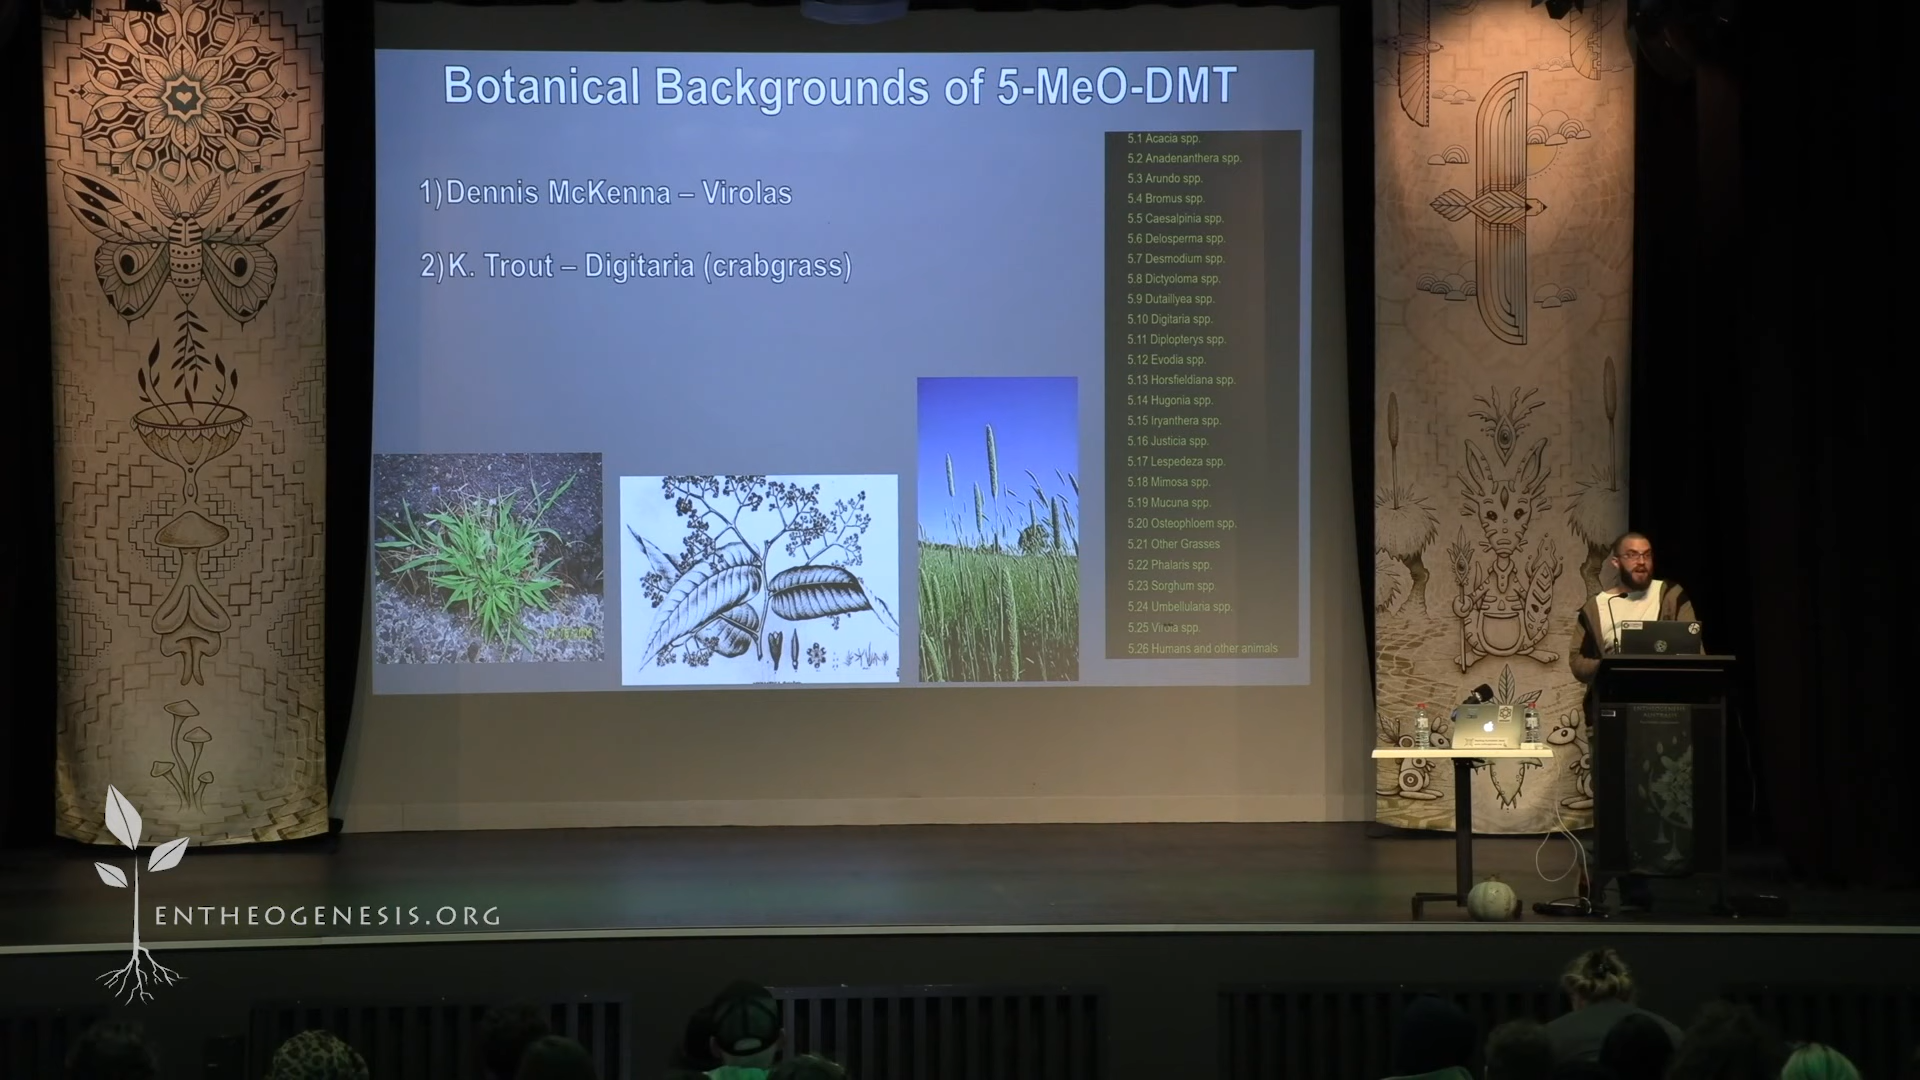 Botanical Backgrounds of 5-MeO-DMT
1) Dennis McKenna – Virolas
2) K. Trout – Digitaria (crabgrass)
5.1 Acacia spp.
5.2 Anadenanthera spp.
5.3 Arundo spp.
5.4 Bromus spp.
5.5 Caesalpinia spp.
5.6 Delosperma spp.
5.7 Desmodium spp.
5.8 Dictyoloma spp.
5.9 Dutaillyea spp.
5.10 Digitaria spp.
5.11 Diplopterys spp.
5.12 Evodia spp.
5.13 Horsfieldiana spp.
5.14 Hugonia spp.
5.15 Iryanthera spp.
5.16 Justicia spp.
5.17 Lespedeza spp.
5.18 Mimosa spp.
5.19 Mucuna spp.
5.20 Osteophloem spp.
5.21 Other Grasses
5.22 Phalaris spp.
5.23 Sorghum spp.
5.24 Umbellularia spp.
5.25 Virola spp.
5.26 Humans and other animals
ENTHEOGENESIS
AUSTRALIS
ENTHEOGENESIS.ORG